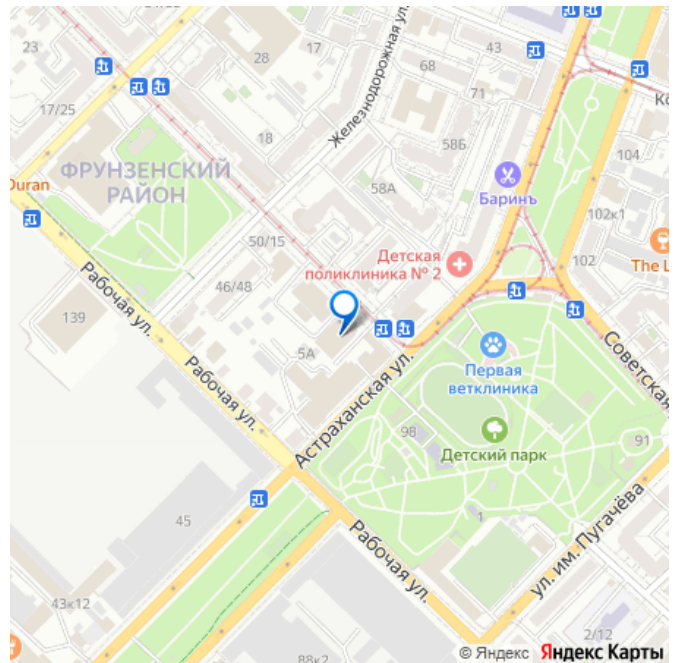 23
28
17
43
68
71
17/25
18
Железнодорожная ул.
58Б
104
ФРУНЗЕНСКИЙ
РАЙОН
Duran
58А
Баринъ
102к1
50/15
Детская
поликлиника № 2
102
The L
46/48
Рабочая ул.
139
5А
Рабочая ул.
Первая
ветклиника
Советская
Астраханская ул.
98
Детский парк
91
45
1
Рабочая ул.
ул. им. Пугачёва
43к12
2/12
88к2
© Яндекс Яндекс Карты